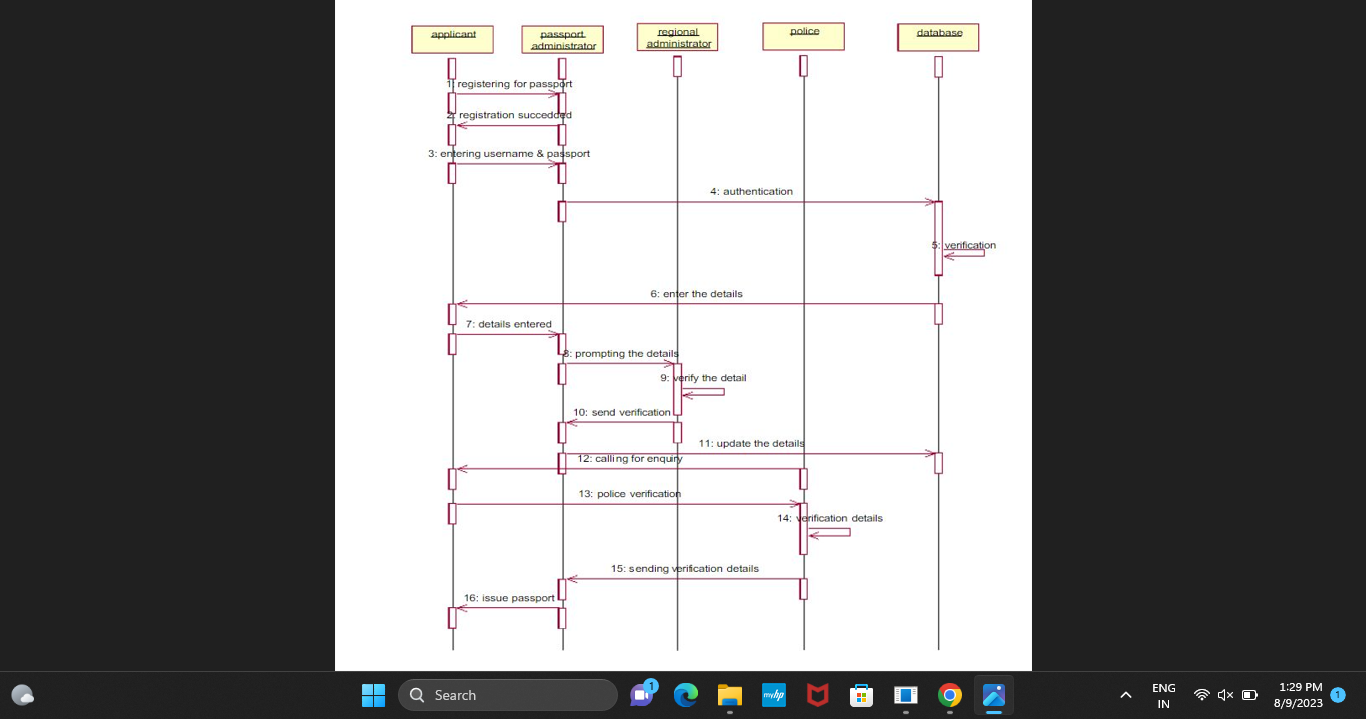 applicant
passport
administrator
regional
administrator
police
database
1: registering for passport
2: registration succedded
3: entering username & passport
4: authentication
5: verification
6: enter the details
7: details entered
8: prompting the details
9: verify the detail
10: send verification
11: update the details
12: calling for enquiry
13: police verification
14: verification details
15: sending verification details
16: issue passport
Search
1
myhp
ENG
IN
1:29 PM
8/9/2023
1